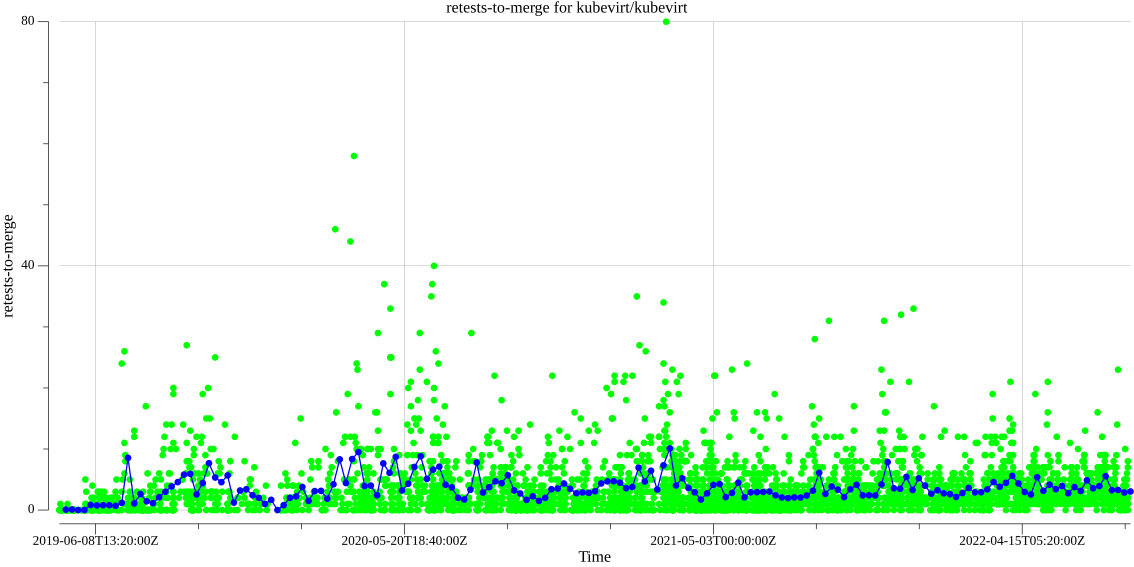 retests-to-merge for kubevirt/kubevirt
80
40
0
retests-to-merge
2019-06-08T13:20:00Z
2020-05-20T18:40:00Z
2021-05-03T00:00:00Z
2022-04-15T05:20:00Z
Time